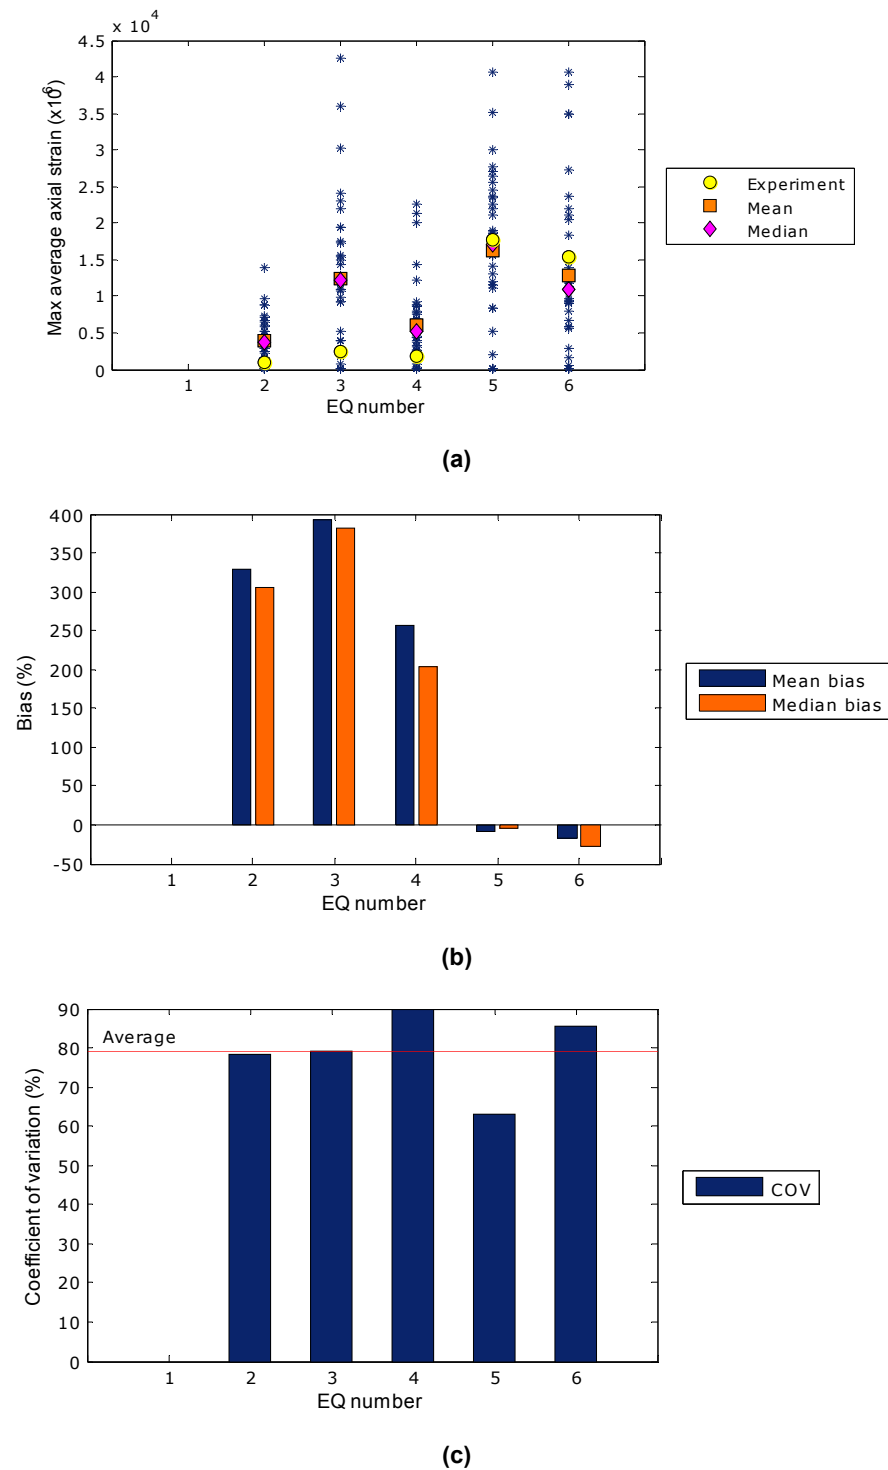 x 10^4
4.5
4
3.5
3
2.5
2
1.5
1
0.5
0
Max average axial strain (x10^6)
1 2 3 4 5 6
EQ number
Experiment
Mean
Median
(a)
400
350
300
250
200
150
100
50
0
-50
Bias (%)
1 2 3 4 5 6
EQ number
Mean bias
Median bias
(b)
90
80
70
60
50
40
30
20
10
0
Coefficient of variation (%)
Average
1 2 3 4 5 6
EQ number
COV
(c)